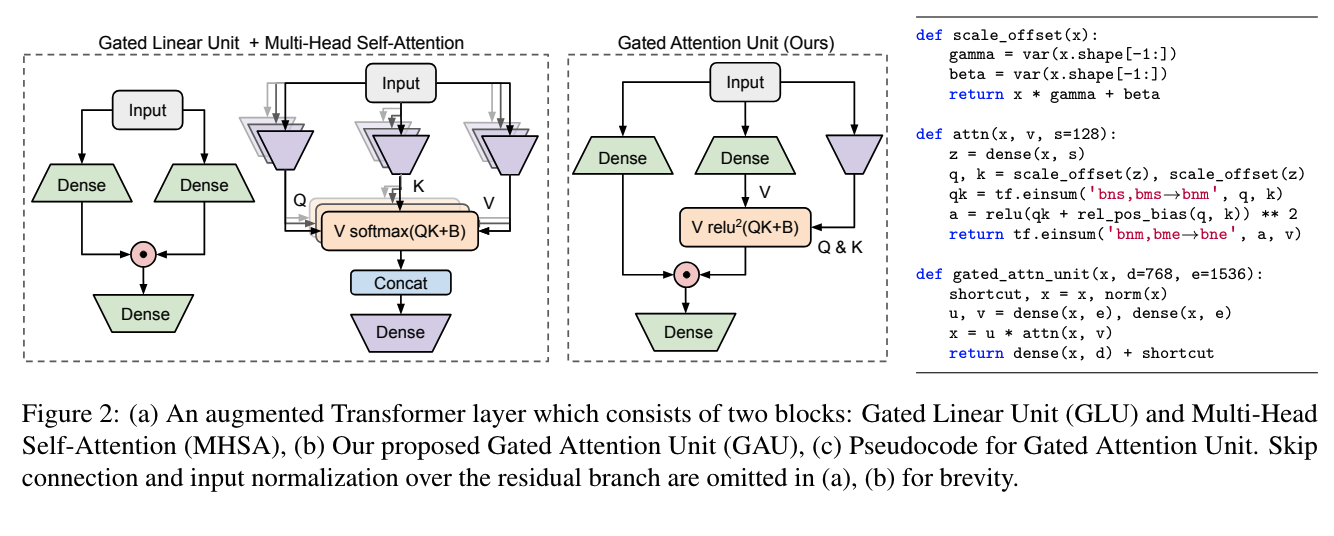 Gated Linear Unit + Multi-Head Self-Attention
Input
Dense
Dense
Dense
Input
Q
K
V
V softmax(QK+B)
Concat
Dense
Gated Attention Unit (Ours)
Input
Dense
Dense
V
V relu²(QK+B)
Q & K
Dense
def scale_offset(x):
    gamma = var(x.shape[-1:])
    beta = var(x.shape[-1:])
    return x * gamma + beta
def attn(x, v, s=128):
    z = dense(x, s)
    q, k = scale_offset(z), scale_offset(z)
    qk = tf.einsum('bns,bms→bnm', q, k)
    a = relu(qk + rel_pos_bias(q, k)) ** 2
    return tf.einsum('bnm,bme→bne', a, v)
def gated_attn_unit(x, d=768, e=1536):
    shortcut, x = x, norm(x)
    u, v = dense(x, e), dense(x, e)
    x = u * attn(x, v)
    return dense(x, d) + shortcut
Figure 2: (a) An augmented Transformer layer which consists of two blocks: Gated Linear Unit (GLU) and Multi-Head
Self-Attention (MHSA), (b) Our proposed Gated Attention Unit (GAU), (c) Pseudocode for Gated Attention Unit. Skip
connection and input normalization over the residual branch are omitted in (a), (b) for brevity.